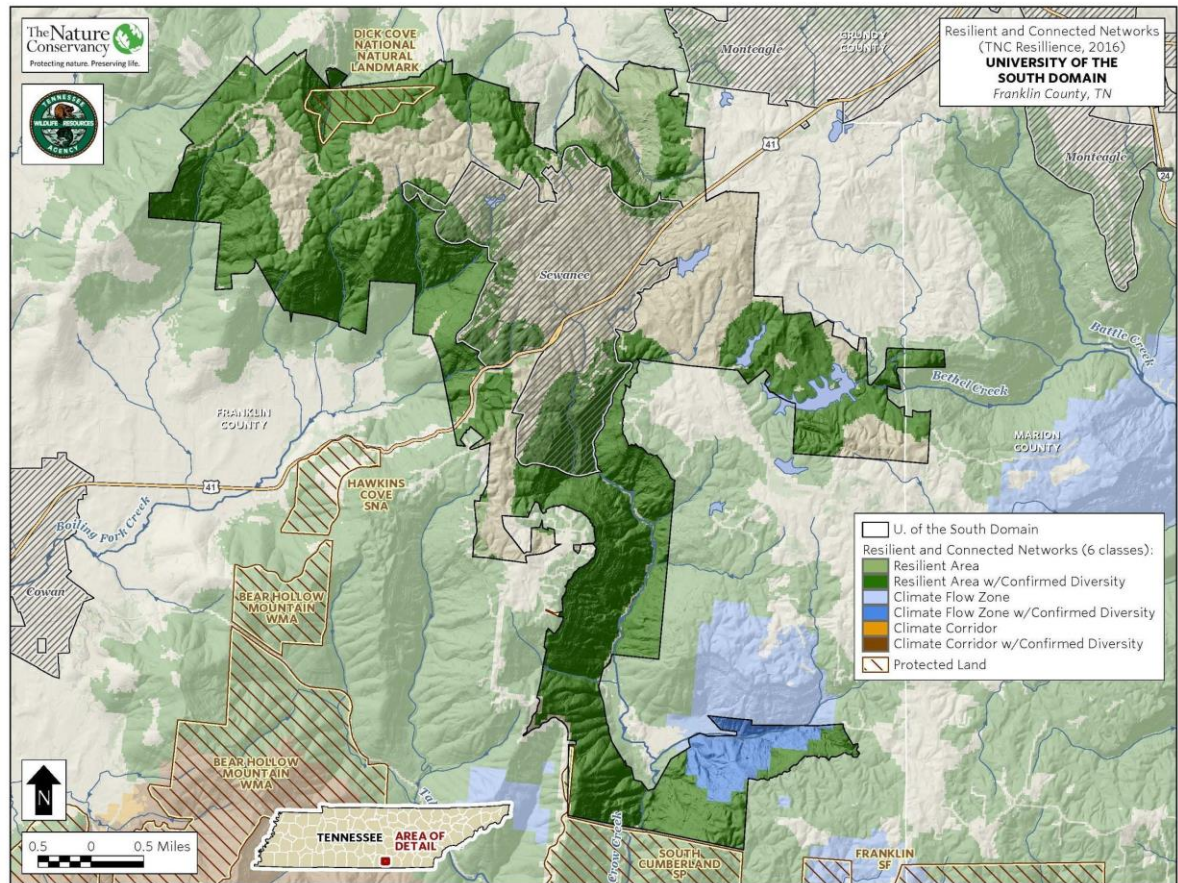 The Nature
Conservancy
Protecting nature. Preserving life.
TENNESSEE
WILDLIFE RESOURCES
AGENCY
DICK COVE
NATIONAL
NATURAL
LANDMARK
Monteagle
GRUNDY
COUNTY
Resilient and Connected Networks
(TNC Resillience, 2016)
UNIVERSITY OF THE
SOUTH DOMAIN
Franklin County, TN
41
Monteagle
24
Sewanee
Battle Creek
Bethel Creek
FRANKLIN
COUNTY
MARION
COUNTY
41
HAWKINS
COVE
SNA
Boiling Fork Creek
Cowan
BEAR HOLLOW
MOUNTAIN
WMA
U. of the South Domain
Resilient and Connected Networks (6 classes):
Resilient Area
Resilient Area w/Confirmed Diversity
Climate Flow Zone
Climate Flow Zone w/Confirmed Diversity
Climate Corridor
Climate Corridor w/Confirmed Diversity
Protected Land
BEAR HOLLOW
MOUNTAIN
WMA
N
0.5 0 0.5 Miles
TENNESSEE
AREA OF
DETAIL
Crow Creek
SOUTH
CUMBERLAND
SP
FRANKLIN
SF